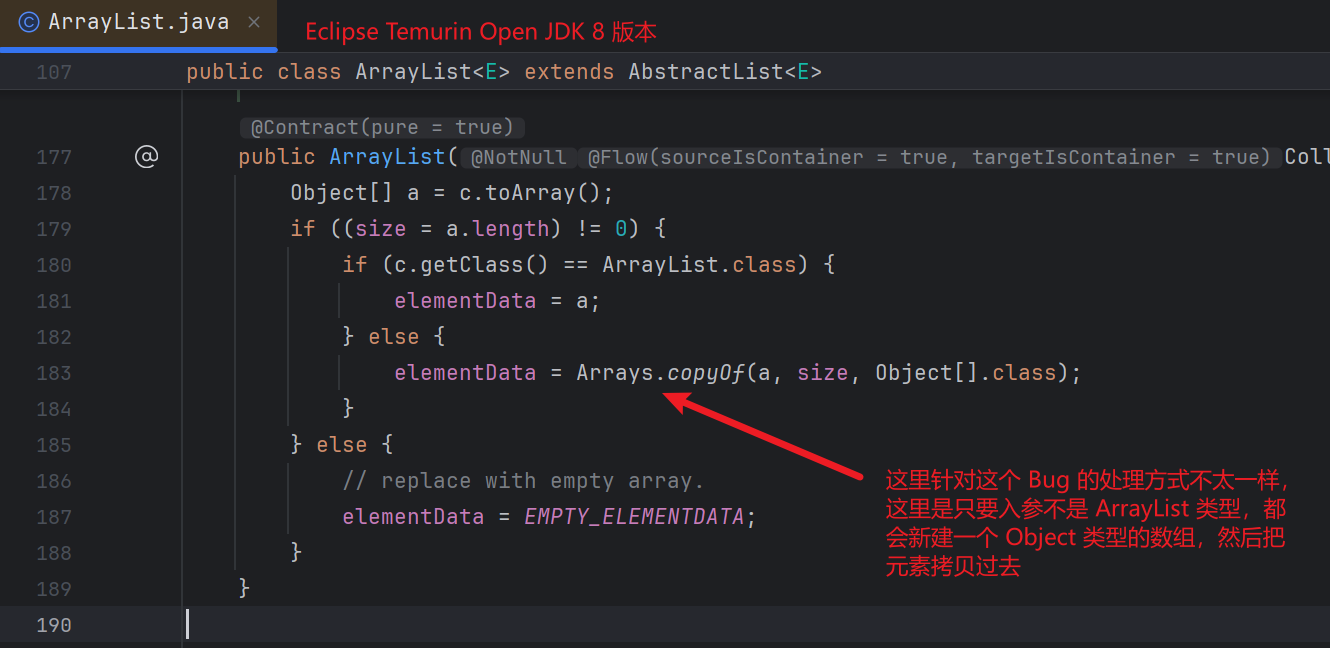 ArrayList.java
Eclipse Temurin Open JDK 8 版本
107 public class ArrayList<E> extends AbstractList<E>
@Contract(pure = true)
177 @ public ArrayList( @NotNull @Flow(sourceIsContainer = true, targetIsContainer = true) Coll
178 Object[] a = c.toArray();
179 if ((size = a.length) != 0) {
180 if (c.getClass() == ArrayList.class) {
181 elementData = a;
182 } else {
183 elementData = Arrays.copyOf(a, size, Object[].class);
184 }
185 } else {
186 // replace with empty array.
187 elementData = EMPTY_ELEMENTDATA;
188 }
189 }
190
这里针对这个 Bug 的处理方式不太一样，
这里是只要入参不是 ArrayList 类型，都
会新建一个 Object 类型的数组，然后把
元素拷贝过去